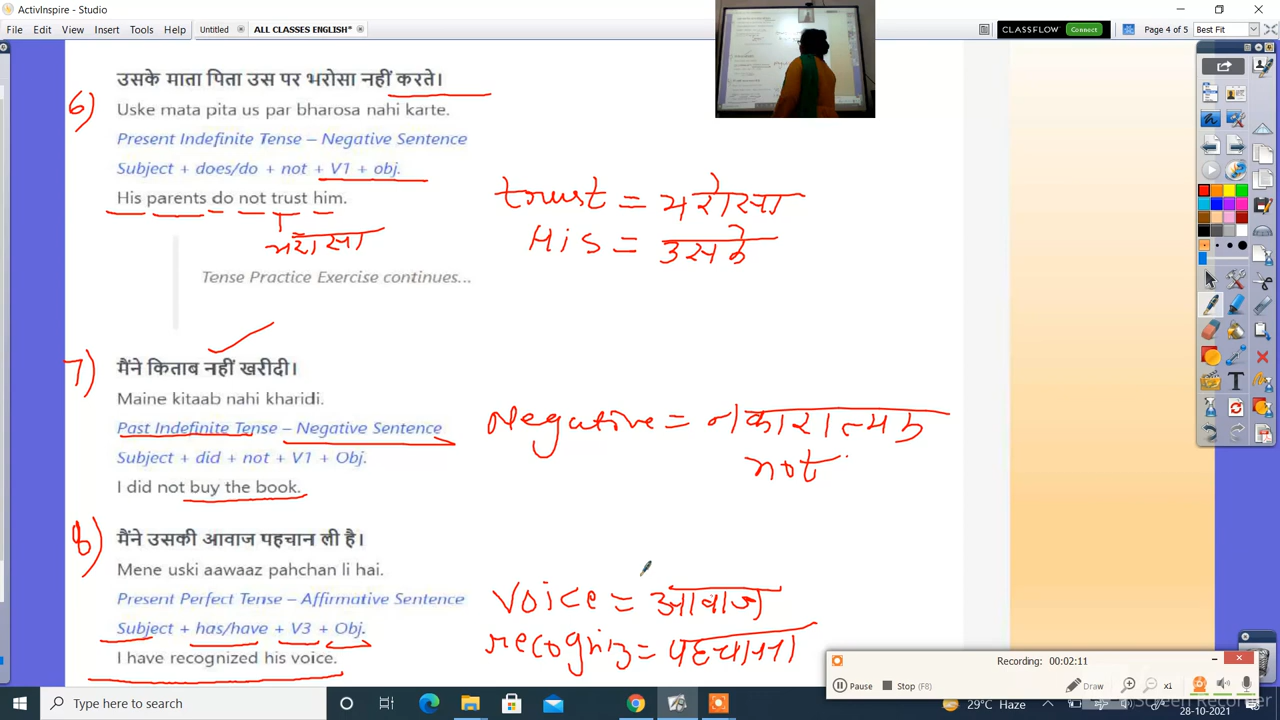 ActivInspire - Studio
File Edit View Insert Tools Help Untitled ALL CLASSES ENGLISH* CLASSFLOW Connect Page 4 of 5 Best Fit
उसके माता पिता उस पर भरोसा नहीं करते।
6) Uske mata pita us par bharosa nahi karte.
Present Indefinite Tense – Negative Sentence
Subject + does/do + not + V1 + obj.
His parents do not trust him.
भरोसा
trust = भरोसा
His = उसके
Tense Practice Exercise continues...
7) मैंने किताब नहीं खरीदी।
Maine kitaab nahi kharidi.
Past Indefinite Tense – Negative Sentence
Subject + did + not + V1 + Obj.
I did not buy the book.
Negative = नकारात्मक
not
8) मैंने उसकी आवाज पहचान ली है।
Mene uski aawaaz pahchan li hai.
Present Perfect Tense – Affirmative Sentence
Subject + has/have + V3 + Obj.
I have recognized his voice.
Voice = आवाज
recogniz = पहचानना
Recording: 00:02:11
Pause Stop (F8) Draw xi
Type here to search
29°C Haze
28-10-2021
Screen Recorder